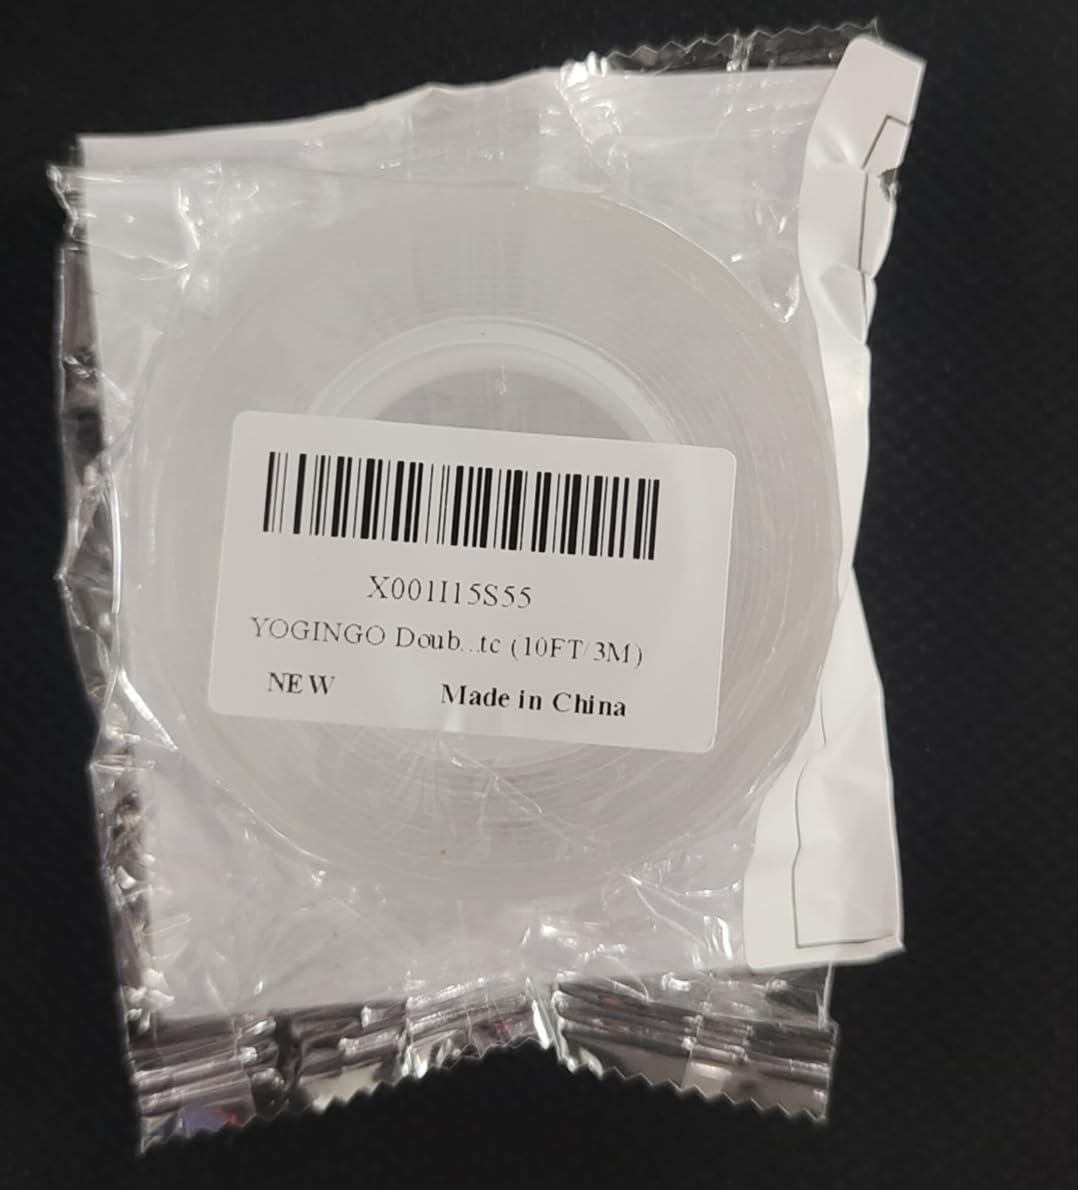 X001I15S55
YOGINGO Doub...tc (10FT/3M)
NEW Made in China